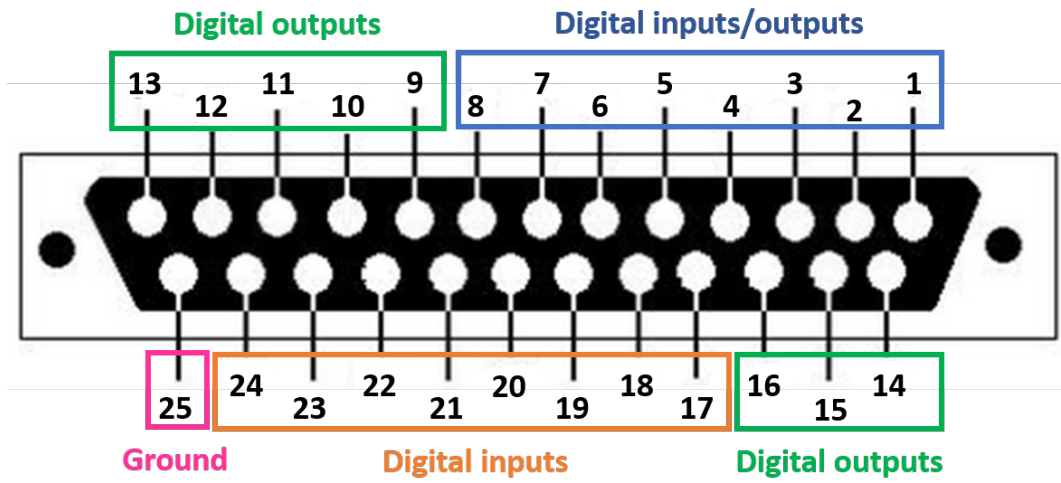 Digital outputs
Digital inputs/outputs
13 12 11 10 9 8 7 6 5 4 3 2 1
25 24 23 22 21 20 19 18 17 16 15 14
Ground
Digital inputs
Digital outputs